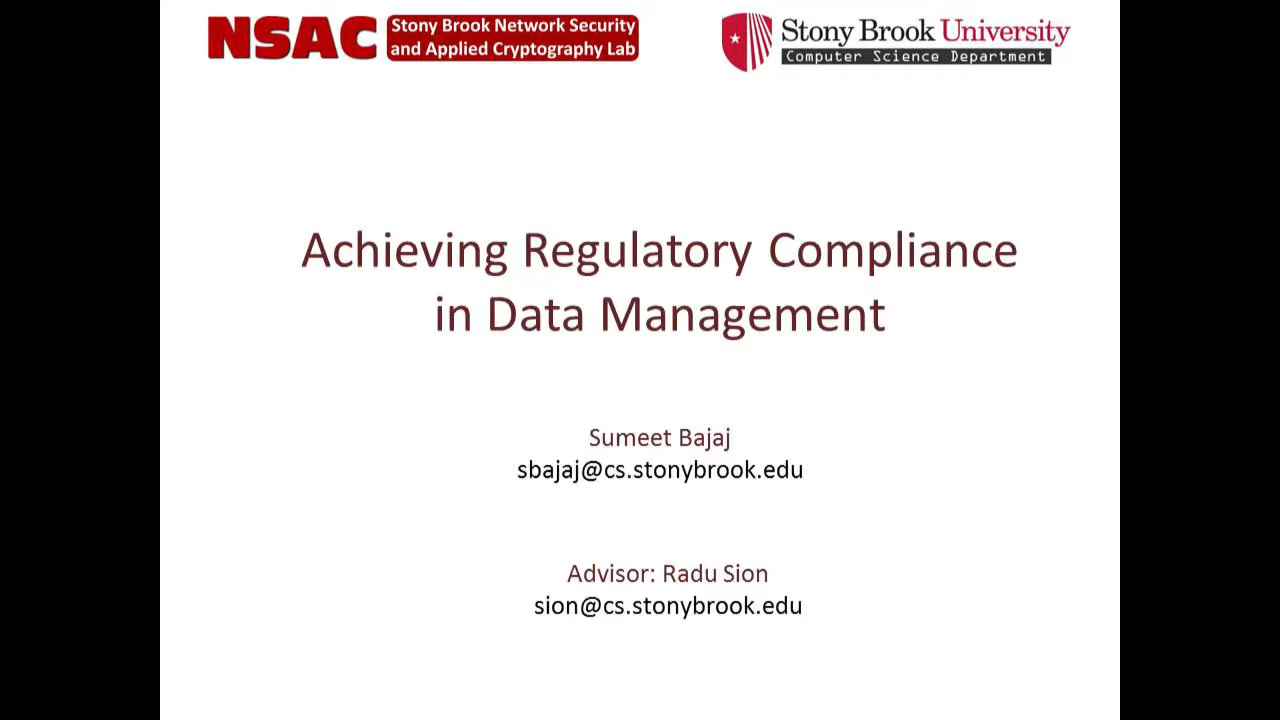 NSAC
Stony Brook Network Security
and Applied Cryptography Lab
Stony Brook University
Computer Science Department
Achieving Regulatory Compliance
in Data Management
Sumeet Bajaj
sbajaj@cs.stonybrook.edu
Advisor: Radu Sion
sion@cs.stonybrook.edu